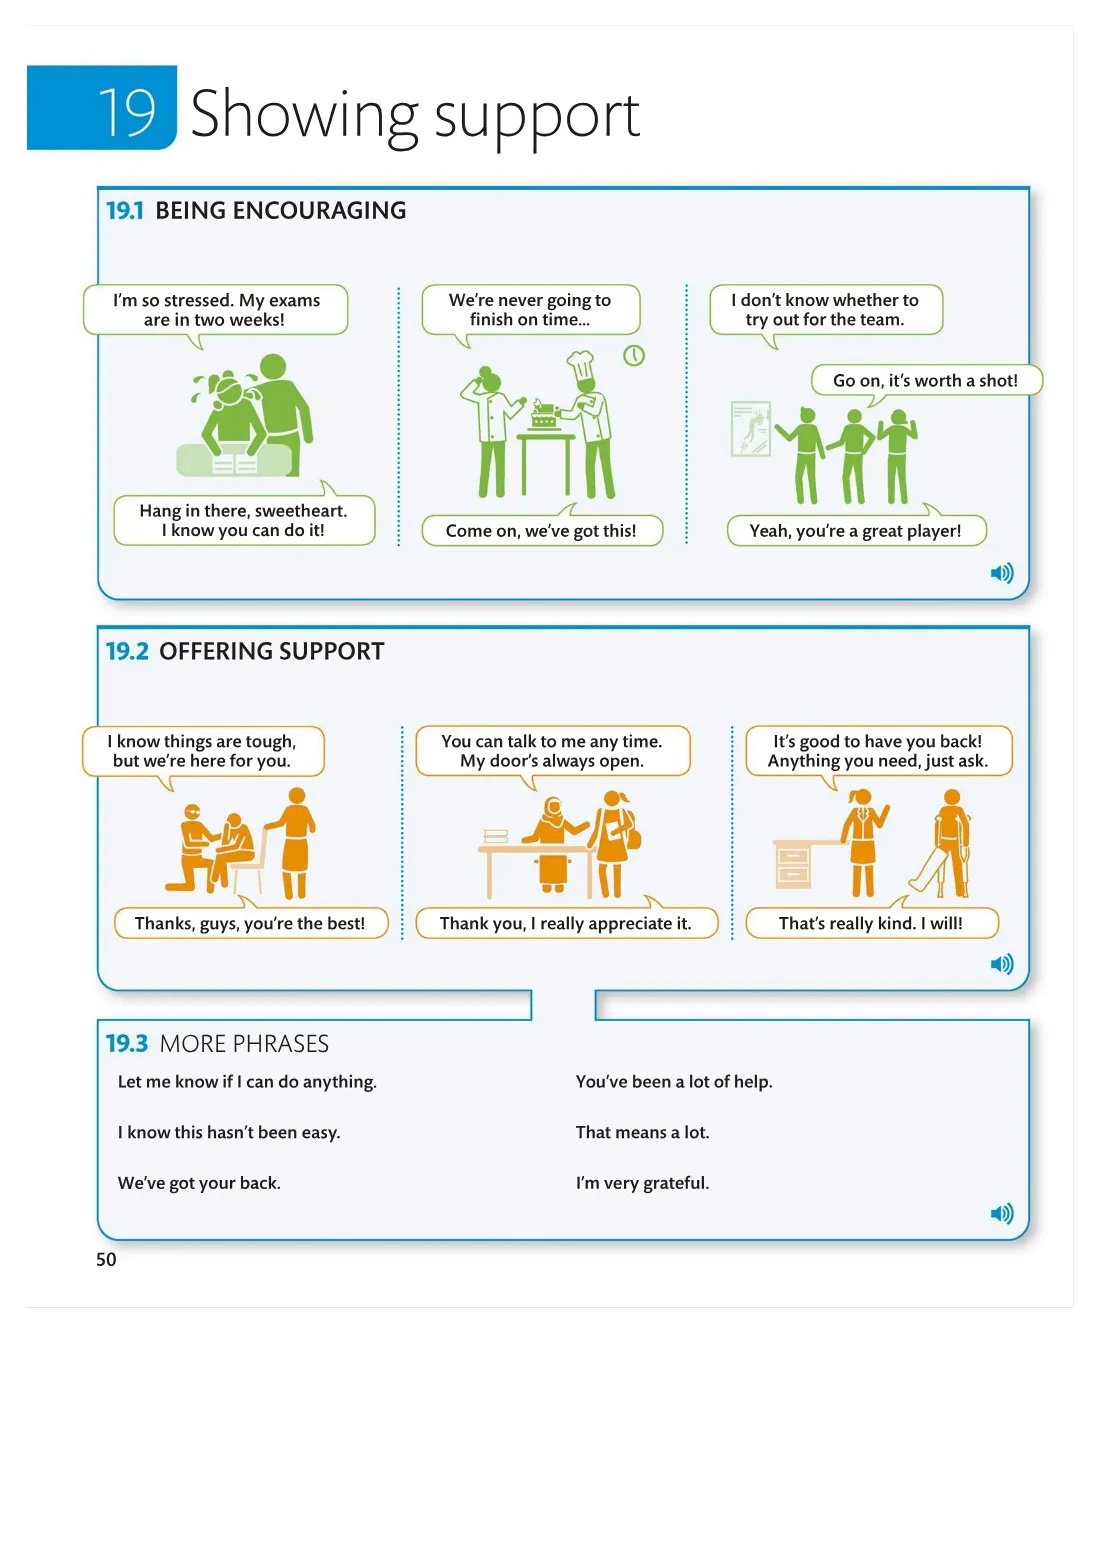 19 Showing support
19.1 BEING ENCOURAGING
I'm so stressed. My exams
are in two weeks!
Hang in there, sweetheart.
I know you can do it!
We're never going to
finish on time...
Come on, we've got this!
I don't know whether to
try out for the team.
Go on, it's worth a shot!
Yeah, you're a great player!
19.2 OFFERING SUPPORT
I know things are tough,
but we're here for you.
Thanks, guys, you're the best!
You can talk to me any time.
My door's always open.
Thank you, I really appreciate it.
It's good to have you back!
Anything you need, just ask.
That's really kind. I will!
19.3 MORE PHRASES
Let me know if I can do anything.
I know this hasn't been easy.
We've got your back.
You've been a lot of help.
That means a lot.
I'm very grateful.
50